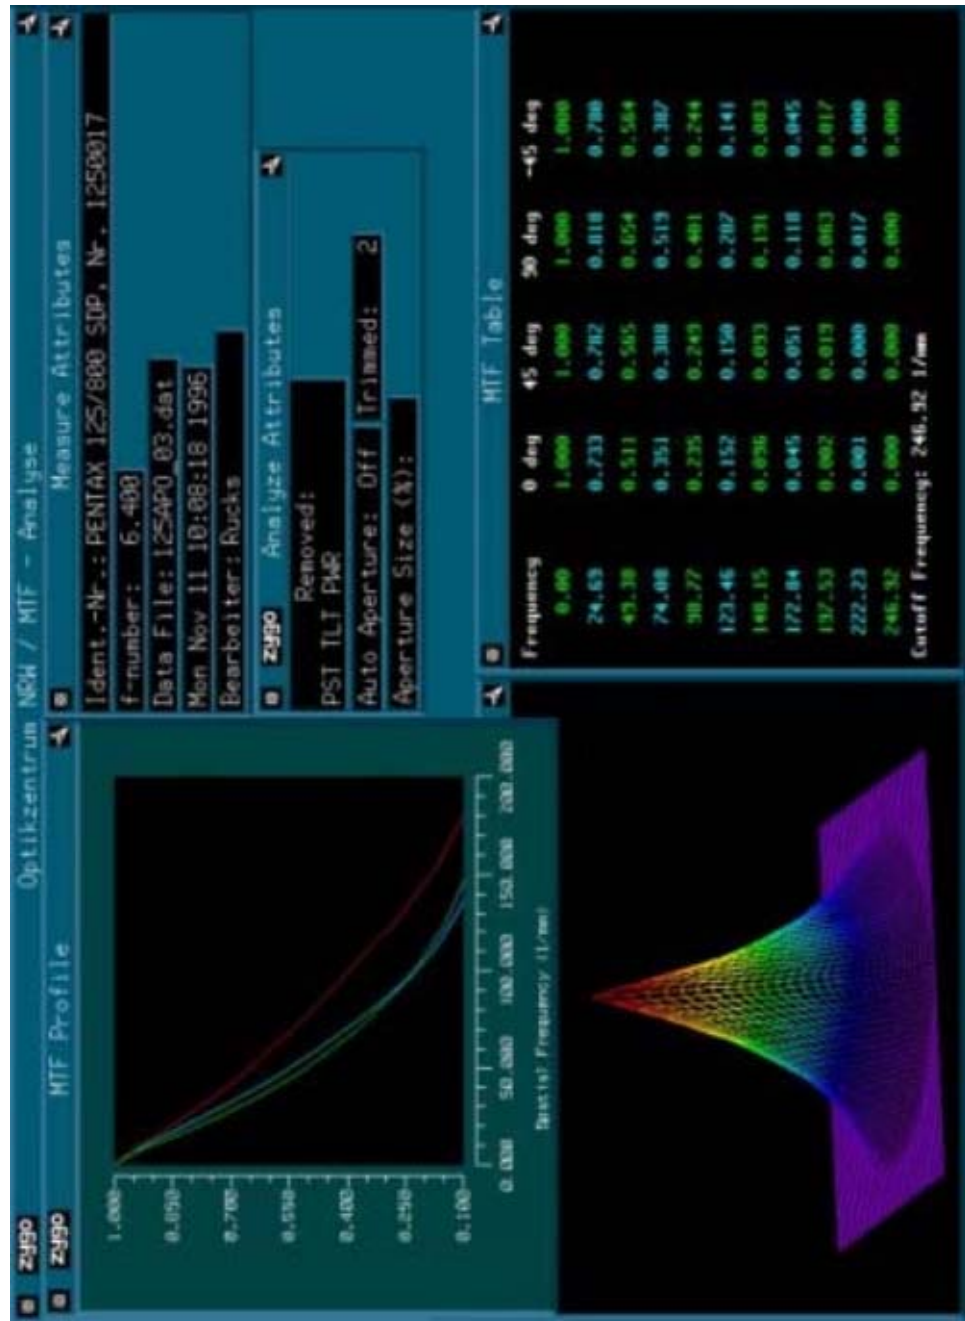 zygo Optikzentrum NRW / MTF - Analyse
zygo MTF Profile
1.000
0.850
0.700
0.550
0.400
0.250
0.100
0.000 50.000 100.000 150.000 200.000
Spatial Frequency (1/mm)
Measure Attributes
Ident.-Nr.: PENTAX 125/800 SDP, Nr. 1250017
f-number: 6.400
Data File: 125APO_03.dat
Mon Nov 11 10:08:18 1996
Bearbeiter: Rucks
zygo Analyze Attributes
Removed:
PST TLT PWR
Auto Aperture: Off Trimmed: 2
Aperture Size (%):
MTF Table
Frequency 0 deg 45 deg 90 deg -45 deg
0.00 1.000 1.000 1.000 1.000
24.69 0.733 0.782 0.818 0.780
49.38 0.511 0.565 0.654 0.564
74.08 0.351 0.388 0.519 0.387
98.77 0.235 0.249 0.401 0.244
123.46 0.152 0.150 0.287 0.141
148.15 0.096 0.093 0.191 0.083
172.84 0.045 0.051 0.118 0.045
197.53 0.002 0.019 0.063 0.017
222.23 0.001 0.000 0.017 0.000
246.92 0.000 0.000 0.000 0.000
Cutoff Frequency: 246.92 1/mm